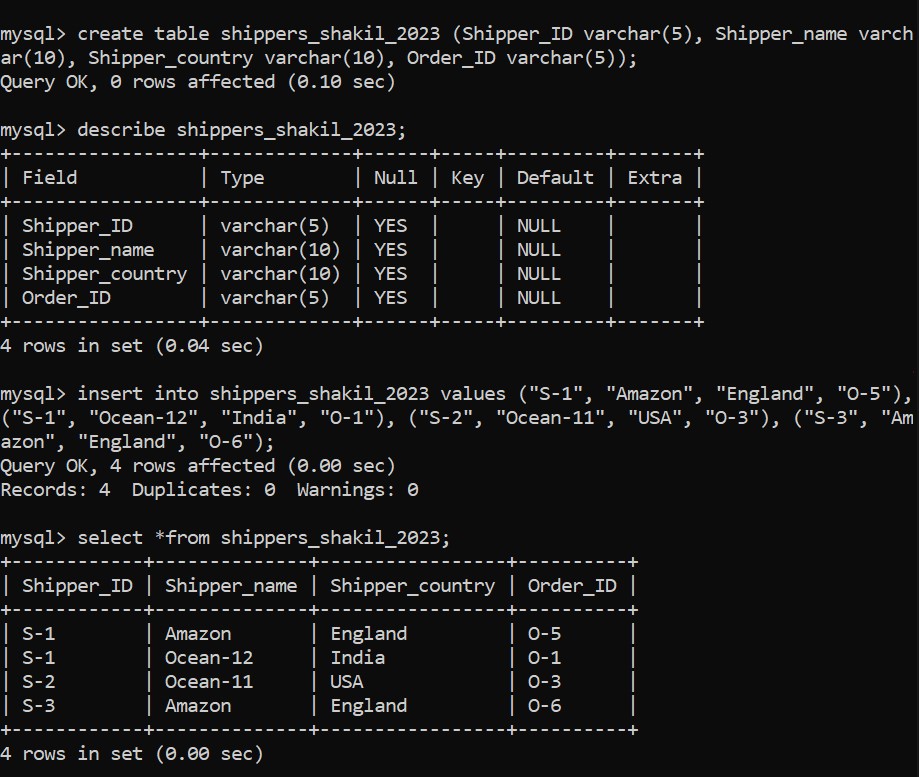 mysql> create table shippers_shakil_2023 (Shipper_ID varchar(5), Shipper_name varch
ar(10), Shipper_country varchar(10), Order_ID varchar(5));
Query OK, 0 rows affected (0.10 sec)

mysql> describe shippers_shakil_2023;
+-----------------+-------------+------+-----+---------+-------+
| Field           | Type        | Null | Key | Default | Extra |
+-----------------+-------------+------+-----+---------+-------+
| Shipper_ID      | varchar(5)  | YES  |     | NULL    |       |
| Shipper_name    | varchar(10) | YES  |     | NULL    |       |
| Shipper_country | varchar(10) | YES  |     | NULL    |       |
| Order_ID        | varchar(5)  | YES  |     | NULL    |       |
+-----------------+-------------+------+-----+---------+-------+
4 rows in set (0.04 sec)

mysql> insert into shippers_shakil_2023 values ("S-1", "Amazon", "England", "O-5"),
("S-1", "Ocean-12", "India", "O-1"), ("S-2", "Ocean-11", "USA", "O-3"), ("S-3", "Am
azon", "England", "O-6");
Query OK, 4 rows affected (0.00 sec)
Records: 4  Duplicates: 0  Warnings: 0

mysql> select *from shippers_shakil_2023;
+------------+--------------+-----------------+----------+
| Shipper_ID | Shipper_name | Shipper_country | Order_ID |
+------------+--------------+-----------------+----------+
| S-1        | Amazon       | England         | O-5      |
| S-1        | Ocean-12     | India           | O-1      |
| S-2        | Ocean-11     | USA             | O-3      |
| S-3        | Amazon       | England         | O-6      |
+------------+--------------+-----------------+----------+
4 rows in set (0.00 sec)